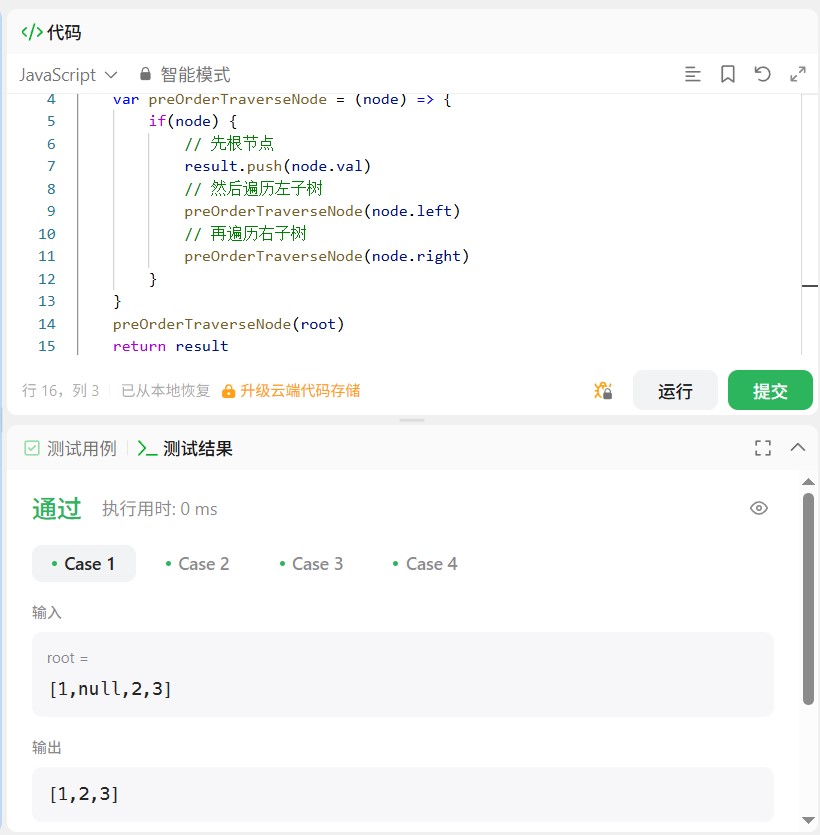 </> 代码
JavaScript 智能模式
4 var preOrderTraverseNode = (node) => {
5 if(node) {
6 // 先根节点
7 result.push(node.val)
8 // 然后遍历左子树
9 preOrderTraverseNode(node.left)
10 // 再遍历右子树
11 preOrderTraverseNode(node.right)
12 }
13 }
14 preOrderTraverseNode(root)
15 return result
行 16，列 3 已从本地恢复 升级云端代码存储 运行 提交
测试用例 >_ 测试结果
通过 执行用时: 0 ms
• Case 1 • Case 2 • Case 3 • Case 4
输入
root =
[1,null,2,3]
输出
[1,2,3]